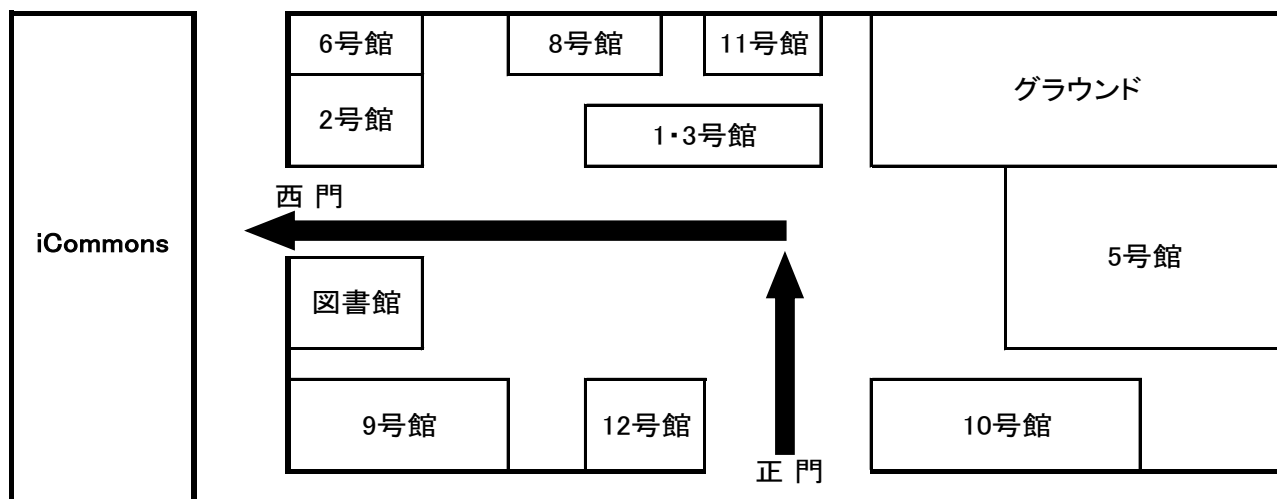 6号館
8号館
11号館
グラウンド
2号館
1・3号館
西 門
iCommons
5号館
図書館
9号館
12号館
10号館
正 門